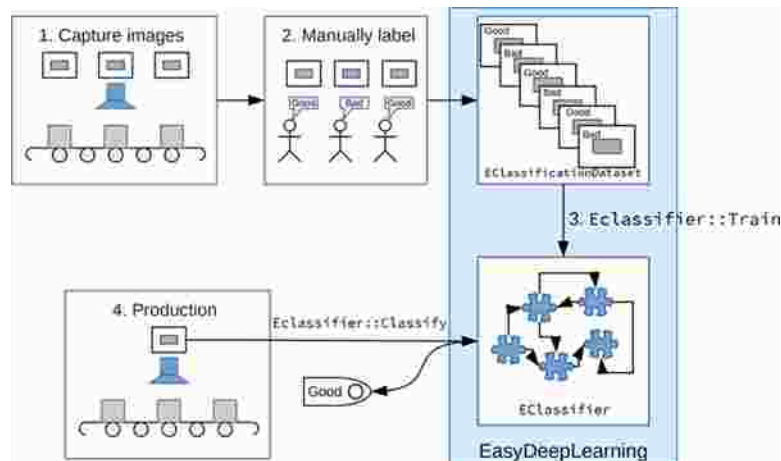 1. Capture images
2. Manually label
Good
Bad
Good
Good
Bad
Good
Bad
Good
Bad
EClassificationDataset
3. Eclassifier::Train
4. Production
Eclassifier::Classify
Good
EClassifier
EasyDeepLearning